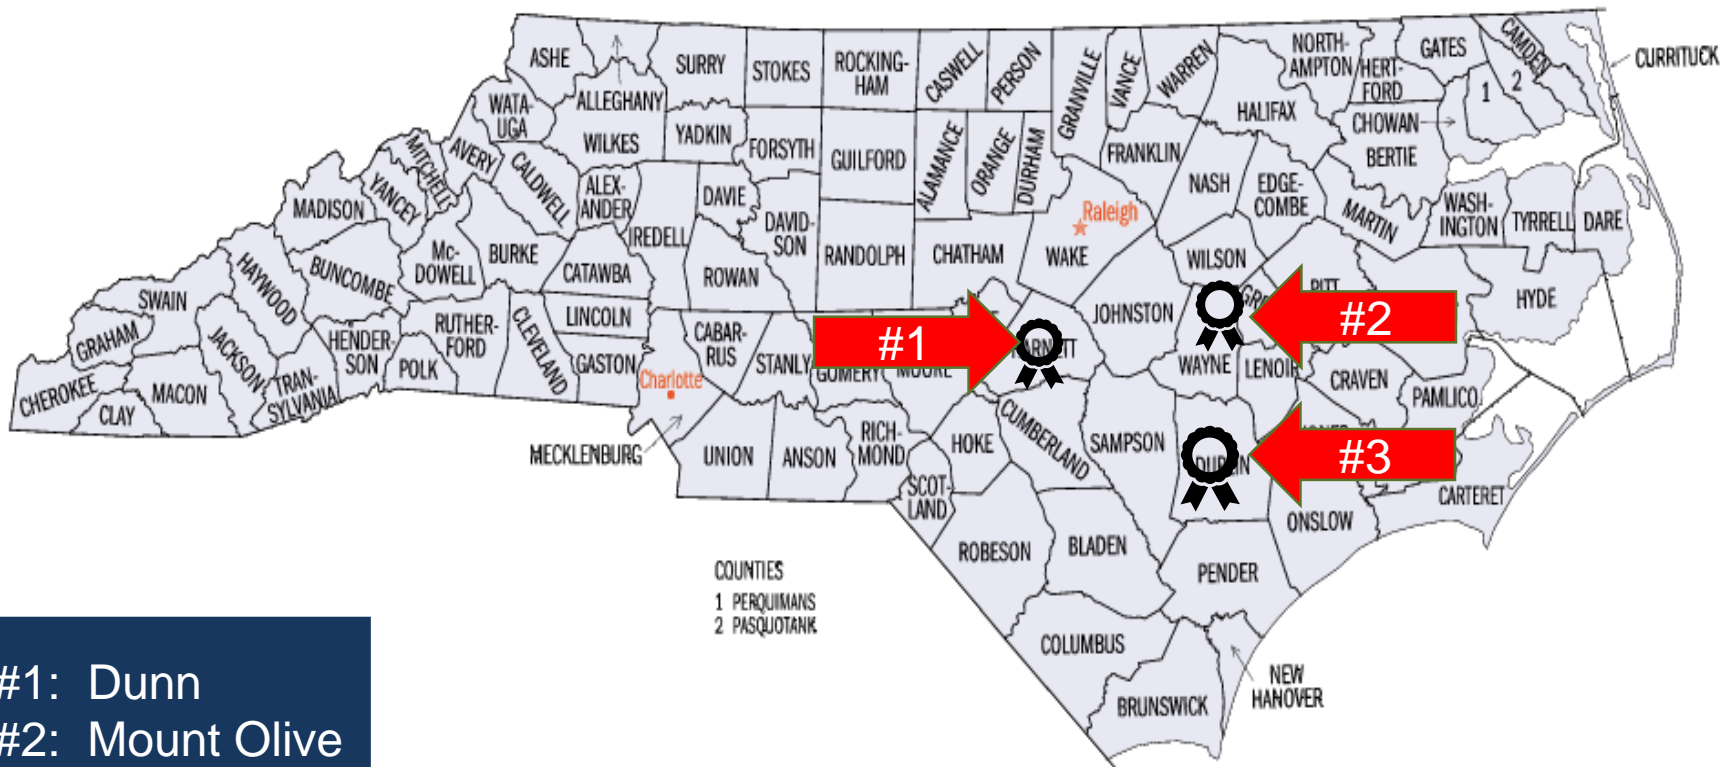 ASHE
SURRY
STOKES
ROCKING-
HAM
CASWELL
PERSON
GRANVILLE
VANCE
WARREN
NORTH-
AMPTON
HERT-
FORD
GATES
CAMDEN
CURRITUCK
1
2
WATA-
UGA
ALLEGHANY
WILKES
YADKIN
FORSYTH
GUILFORD
ALAMANCE
ORANGE
DURHAM
FRANKLIN
HALIFAX
CHOWAN
BERTIE
MITCHELL
AVERY
YANCEY
CALDWELL
ALEX-
ANDER
IREDELL
DAVIE
DAVID-
SON
RANDOLPH
CHATHAM
Raleigh
WAKE
NASH
EDGE-
COMBE
MARTIN
WASH-
INGTON
TYRRELL
DARE
MADISON
HAYWOOD
BUNCOMBE
Mc-
DOWELL
BURKE
CATAWBA
ROWAN
WILSON
PITT
HYDE
SWAIN
GRAHAM
JACKSON
HENDER-
SON
RUTHER-
FORD
POLK
CLEVELAND
LINCOLN
GASTON
CABAR-
RUS
STANLY
#1
JOHNSTON
#2
CHEROKEE
CLAY
MACON
TRAN-
SYLVANIA
Charlotte
GOMERY
MOORE
WAYNE
CRAVEN
PAMLICO
MECKLENBURG
UNION
ANSON
RICH-
MOND
HOKE
CUMBERLAND
SAMPSON
#3
SCOT-
LAND
CARTERET
ONSLOW
ROBESON
BLADEN
PENDER
COUNTIES
1 PERQUIMANS
2 PASQUOTANK
COLUMBUS
NEW
HANOVER
BRUNSWICK
#1: Dunn
#2: Mount Olive